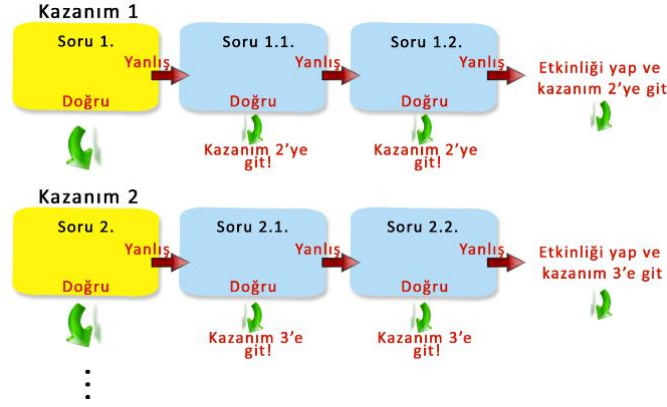 Kazanım 1
Soru 1.
Yanlış
Doğru
Soru 1.1.
Yanlış
Doğru
Kazanım 2'ye
git!
Soru 1.2.
Yanlış
Doğru
Kazanım 2'ye
git!
Etkinliği yap ve
kazanım 2'ye git
Kazanım 2
Soru 2.
Yanlış
Doğru
Soru 2.1.
Yanlış
Doğru
Kazanım 3'e
git!
Soru 2.2.
Yanlış
Doğru
Kazanım 3'e
git!
Etkinliği yap ve
kazanım 3'e git